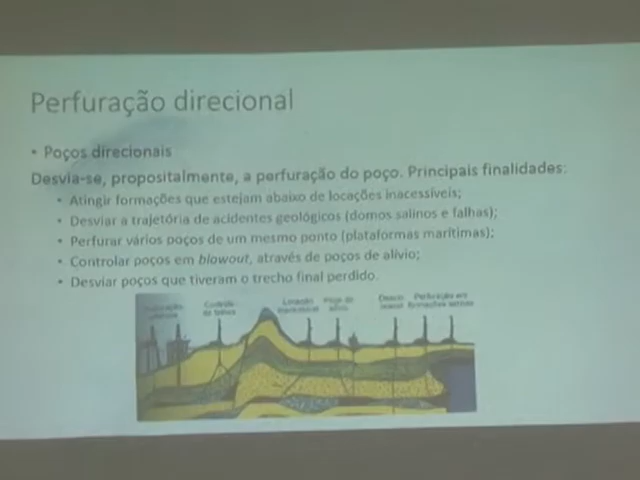 Perfuração direcional
• Poços direcionais
Desvia-se, propositalmente, a perfuração do poço. Principais finalidades:
• Atingir formações que estejam abaixo de locações inacessíveis;
• Desviar a trajetória de acidentes geológicos (domos salinos e falhas);
• Perfurar vários poços de um mesmo ponto (plataformas marítimas);
• Controlar poços em blowout, através de poços de alívio;
• Desviar poços que tiveram o trecho final perdido.